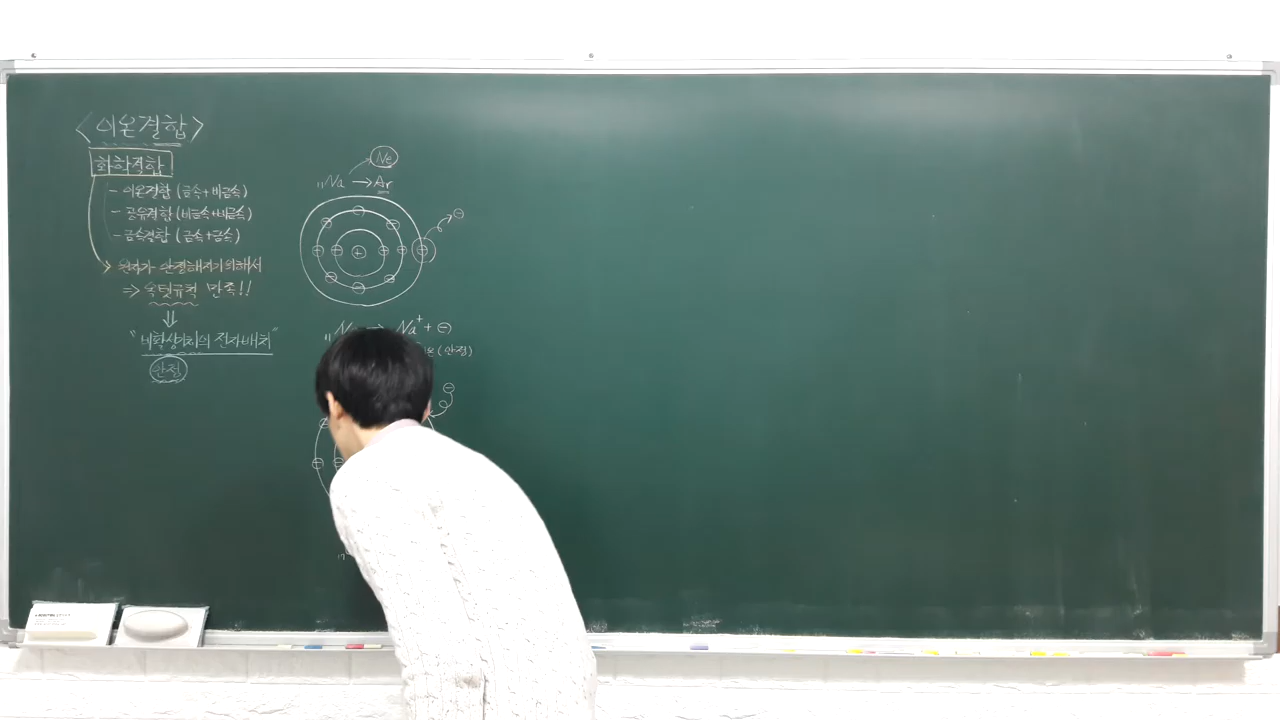 <이온결합>
화학결합
- 이온결합 (금속+비금속)
- 공유결합 (비금속+비금속)
- 금속결합 (금속+금속)
원자가 안정해지기위해서
⇒ 옥텟규칙 만족!!
⇓
"비활성기체의 전자배치"
안정
Ne
₁₁Na → Ar
₁₁Na → Na⁺ + ⊖
온(안정)
17